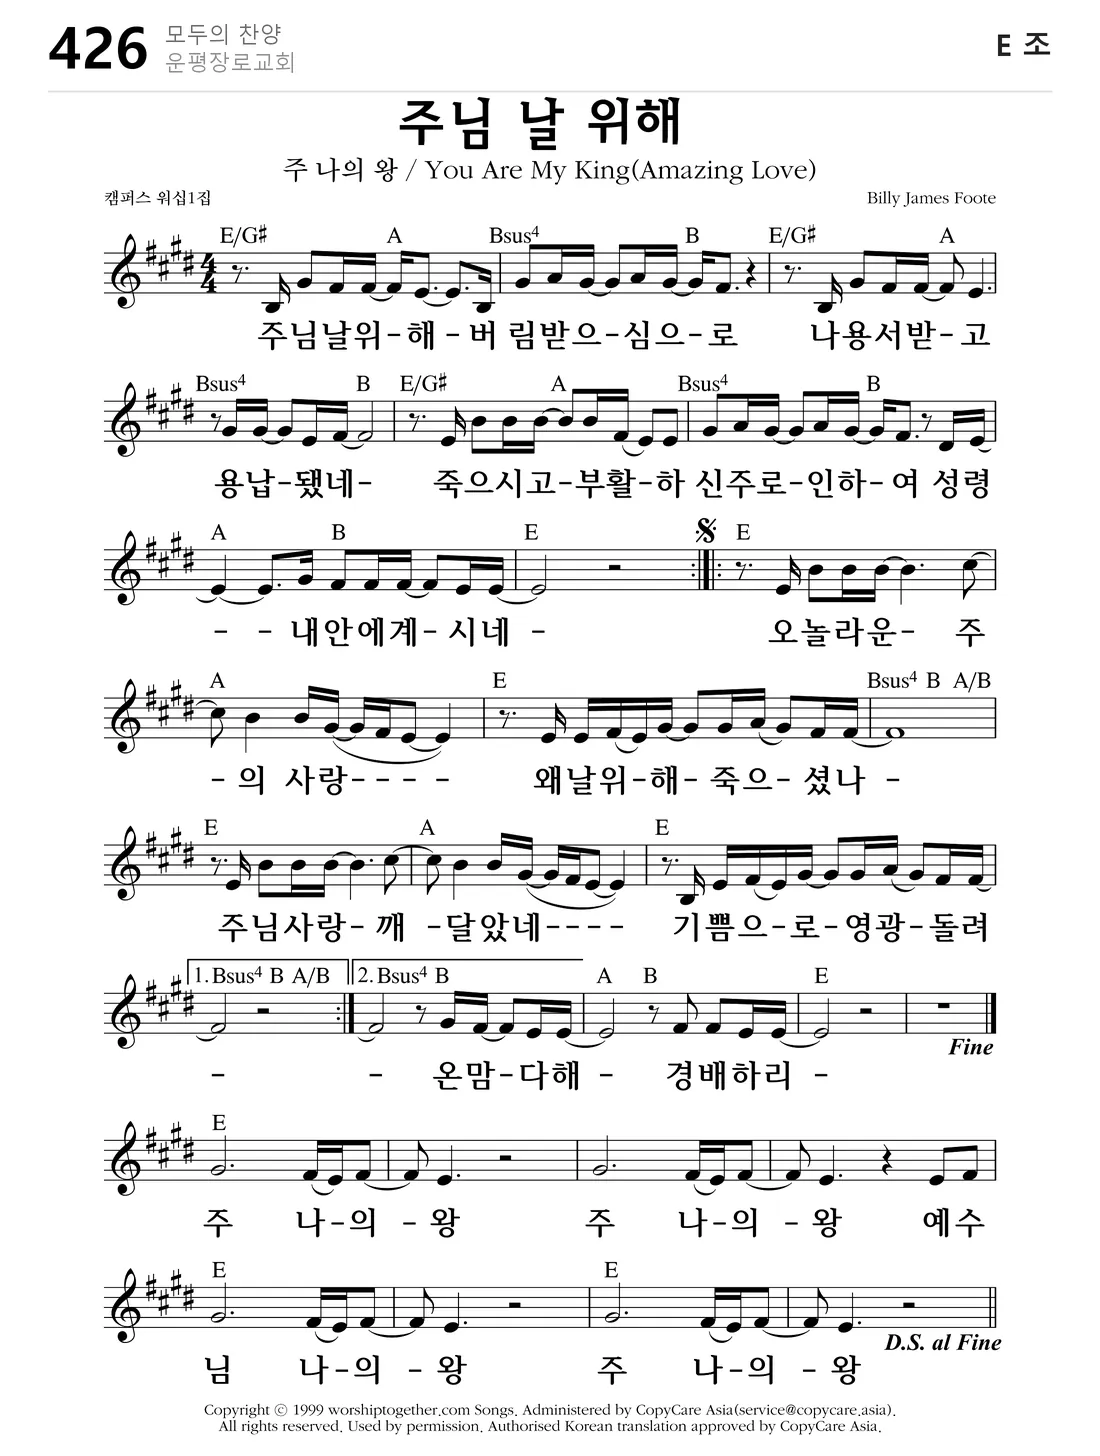 426 모두의 찬양
운평장로교회
E 조
주님 날 위해
주 나의 왕 / You Are My King(Amazing Love)
캠퍼스 워십1집
Billy James Foote
E/G♯ A Bsus4 B E/G♯ A
주님날위-해-버 림받으-심으-로 나용서받-고
Bsus4 B E/G♯ A Bsus4 B
용납-됐네- 죽으시고-부활-하 신주로-인하-여 성령
A B E E
- - 내안에계-시네 - 오놀라운- 주
A E Bsus4 B A/B
-의 사랑---- 왜날위-해- 죽으-셨나 -
E A E
주님사랑-깨 -달았네---- 기쁨으-로-영광-돌려
1. Bsus4 B A/B 2. Bsus4 B A B E
Fine
- - 온맘-다해 - 경배하리 -
E
주 나-의 -왕 주 나-의 -왕 예수
E E
D.S. al Fine
님 나-의 -왕 주 나-의 -왕
Copyright ⓒ 1999 worshiptogether.com Songs. Administered by CopyCare Asia(service@copycare.asia).
All rights reserved. Used by permission. Authorised Korean translation approved by CopyCare Asia.